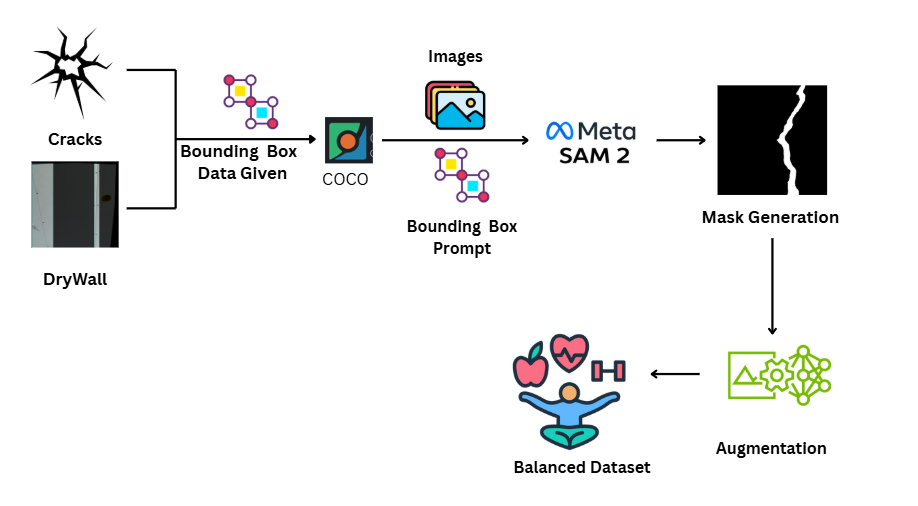 Cracks
DryWall
Bounding Box
Data Given
COCO
Images
Bounding Box
Prompt
Meta
SAM 2
Mask Generation
Augmentation
Balanced Dataset